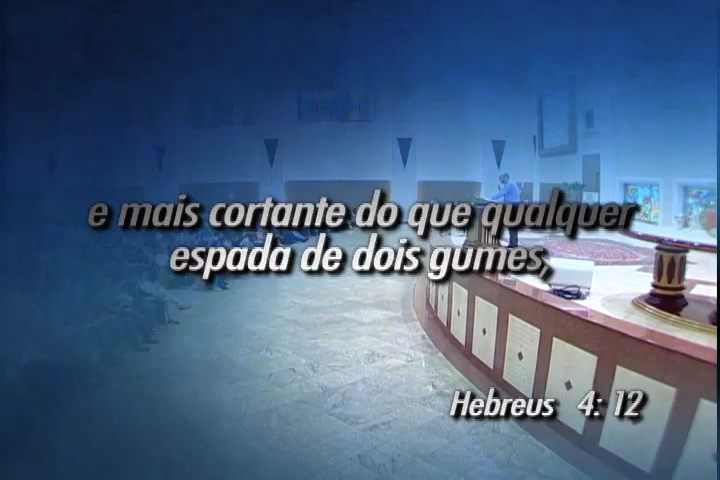 e mais cortante do que qualquer
espada de dois gumes,
Hebreus 4: 12